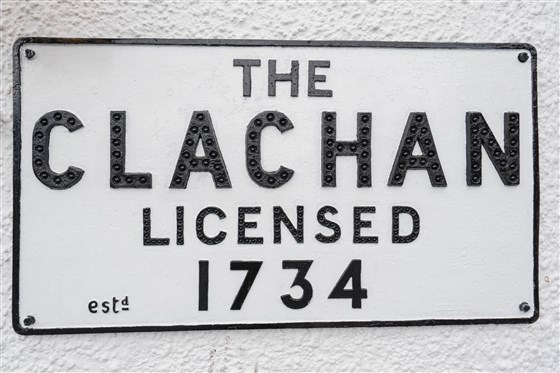 THE
CLACHAN
LICENSED
estd 1734